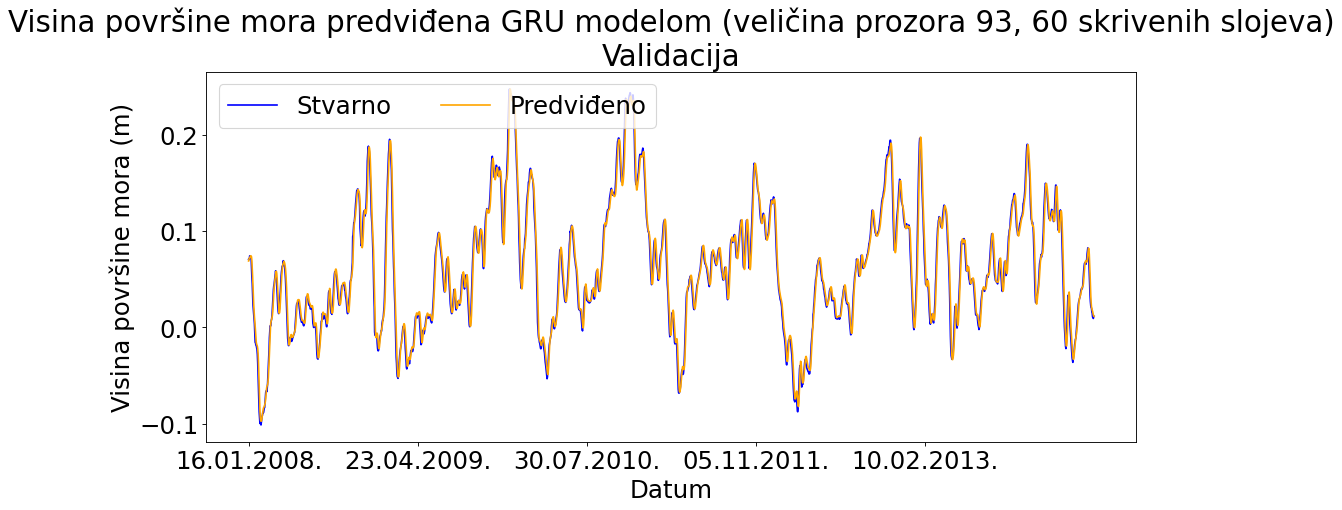 Visina površine mora predviđena GRU modelom (veličina prozora 93, 60 skrivenih slojeva)
Validacija
Stvarno Predviđeno
Visina površine mora (m)
0.2
0.1
0.0
−0.1
16.01.2008. 23.04.2009. 30.07.2010. 05.11.2011. 10.02.2013.
Datum